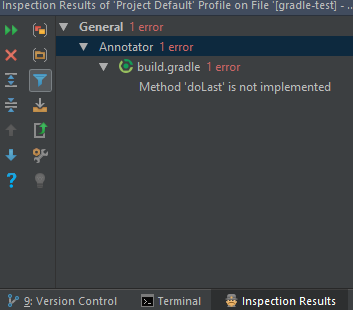 Inspection Results of 'Project Default' Profile on File '[gradle-test] - ...
General 1 error
Annotator 1 error
build.gradle 1 error
Method 'doLast' is not implemented
9: Version Control Terminal Inspection Results